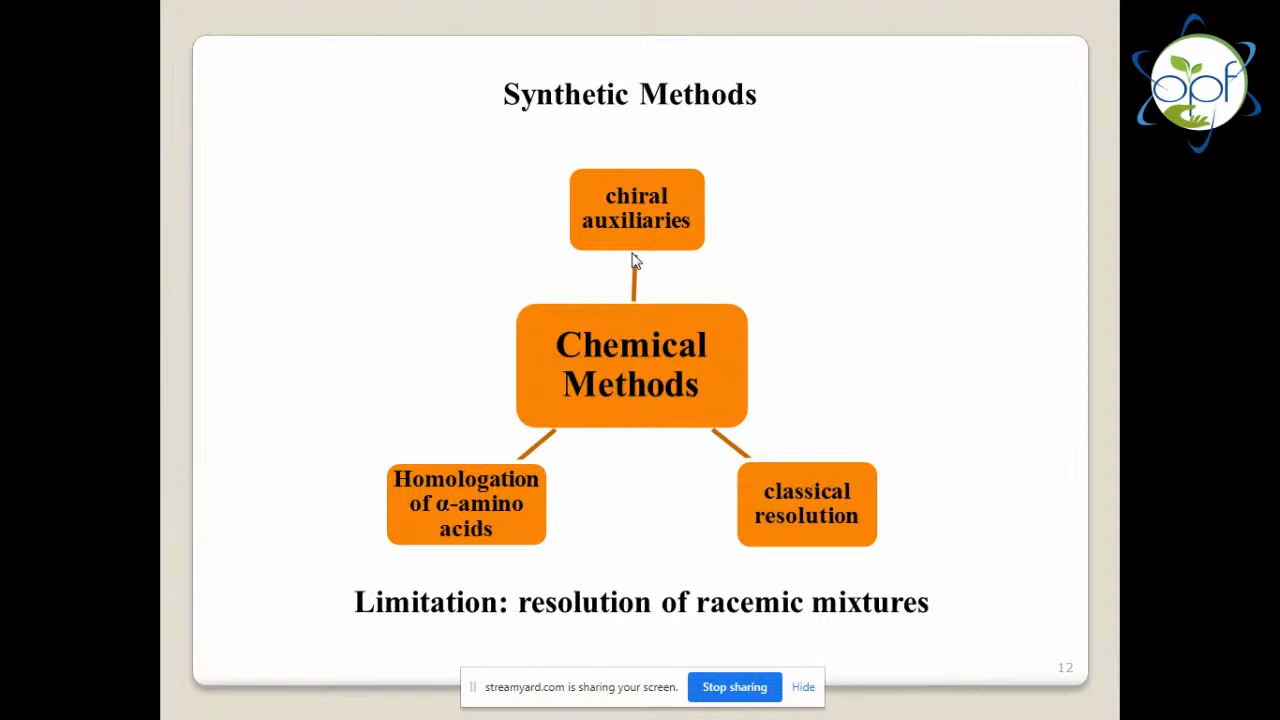 Synthetic Methods
opf
chiral
auxiliaries
Chemical
Methods
Homologation
of α-amino
acids
classical
resolution
Limitation: resolution of racemic mixtures
12
streamyard.com is sharing your screen.
Stop sharing
Hide